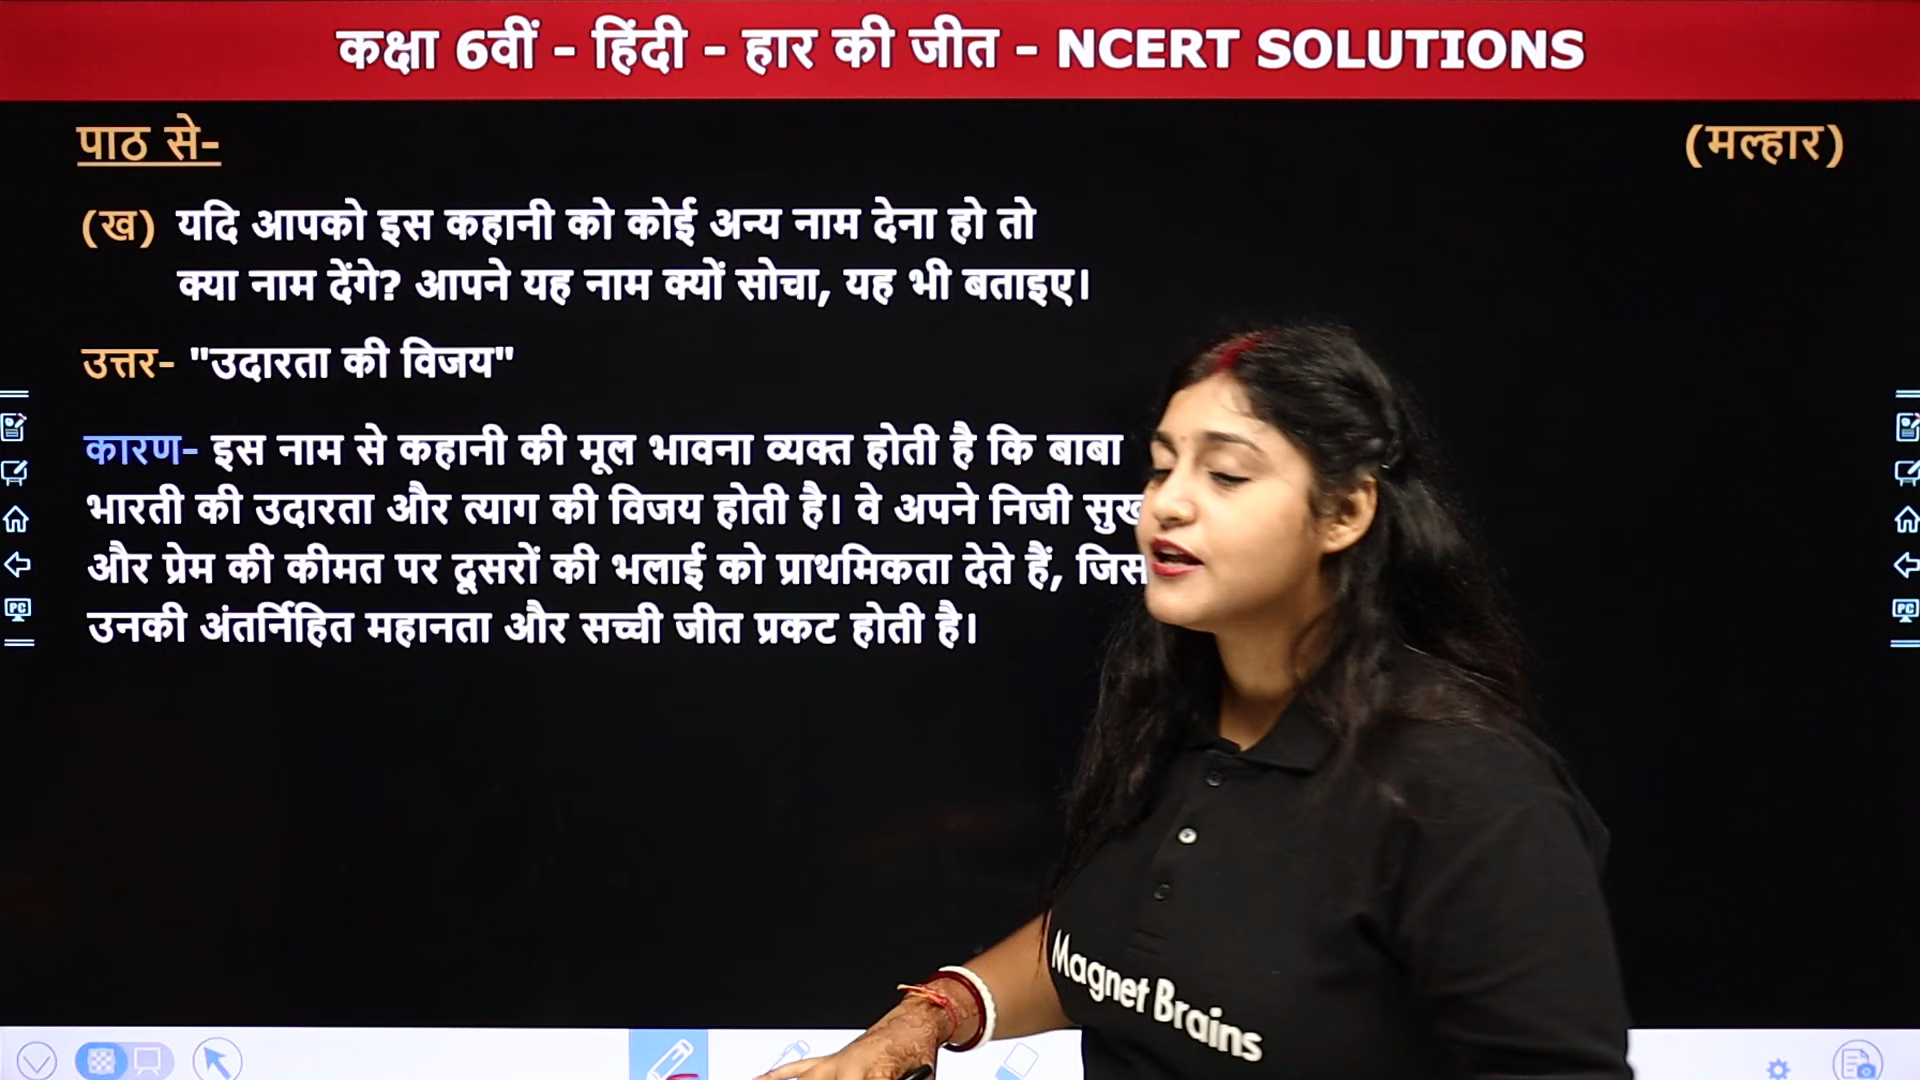 कक्षा 6वीं - हिंदी - हार की जीत - NCERT SOLUTIONS
पाठ से-
(मल्हार)
(ख) यदि आपको इस कहानी को कोई अन्य नाम देना हो तो
क्या नाम देंगे? आपने यह नाम क्यों सोचा, यह भी बताइए।
उत्तर- "उदारता की विजय"
कारण- इस नाम से कहानी की मूल भावना व्यक्त होती है कि बाबा
भारती की उदारता और त्याग की विजय होती है। वे अपने निजी सुख
और प्रेम की कीमत पर दूसरों की भलाई को प्राथमिकता देते हैं,
उनकी अंतर्निहित महानता और सच्ची जीत प्रकट होती है।
Magnet Brains
PC
PC